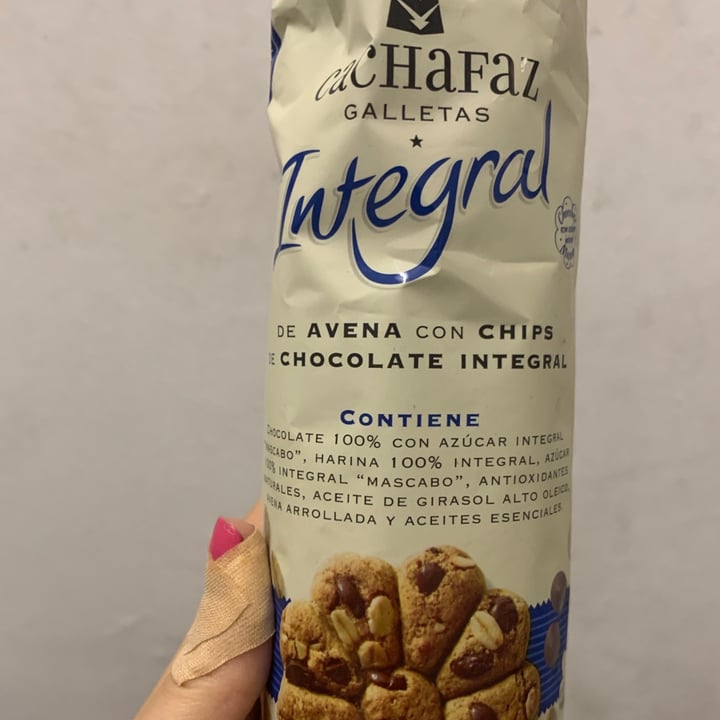 cachafaz
GALLETAS
Integral
DE AVENA CON CHIPS
DE CHOCOLATE INTEGRAL
CONTIENE
CHOCOLATE 100% CON AZÚCAR INTEGRAL
"MASCABO", HARINA 100% INTEGRAL, AZÚCAR
100% INTEGRAL "MASCABO", ANTIOXIDANTES
NATURALES, ACEITE DE GIRASOL ALTO OLEICO,
AVENA ARROLLADA Y ACEITES ESENCIALES.